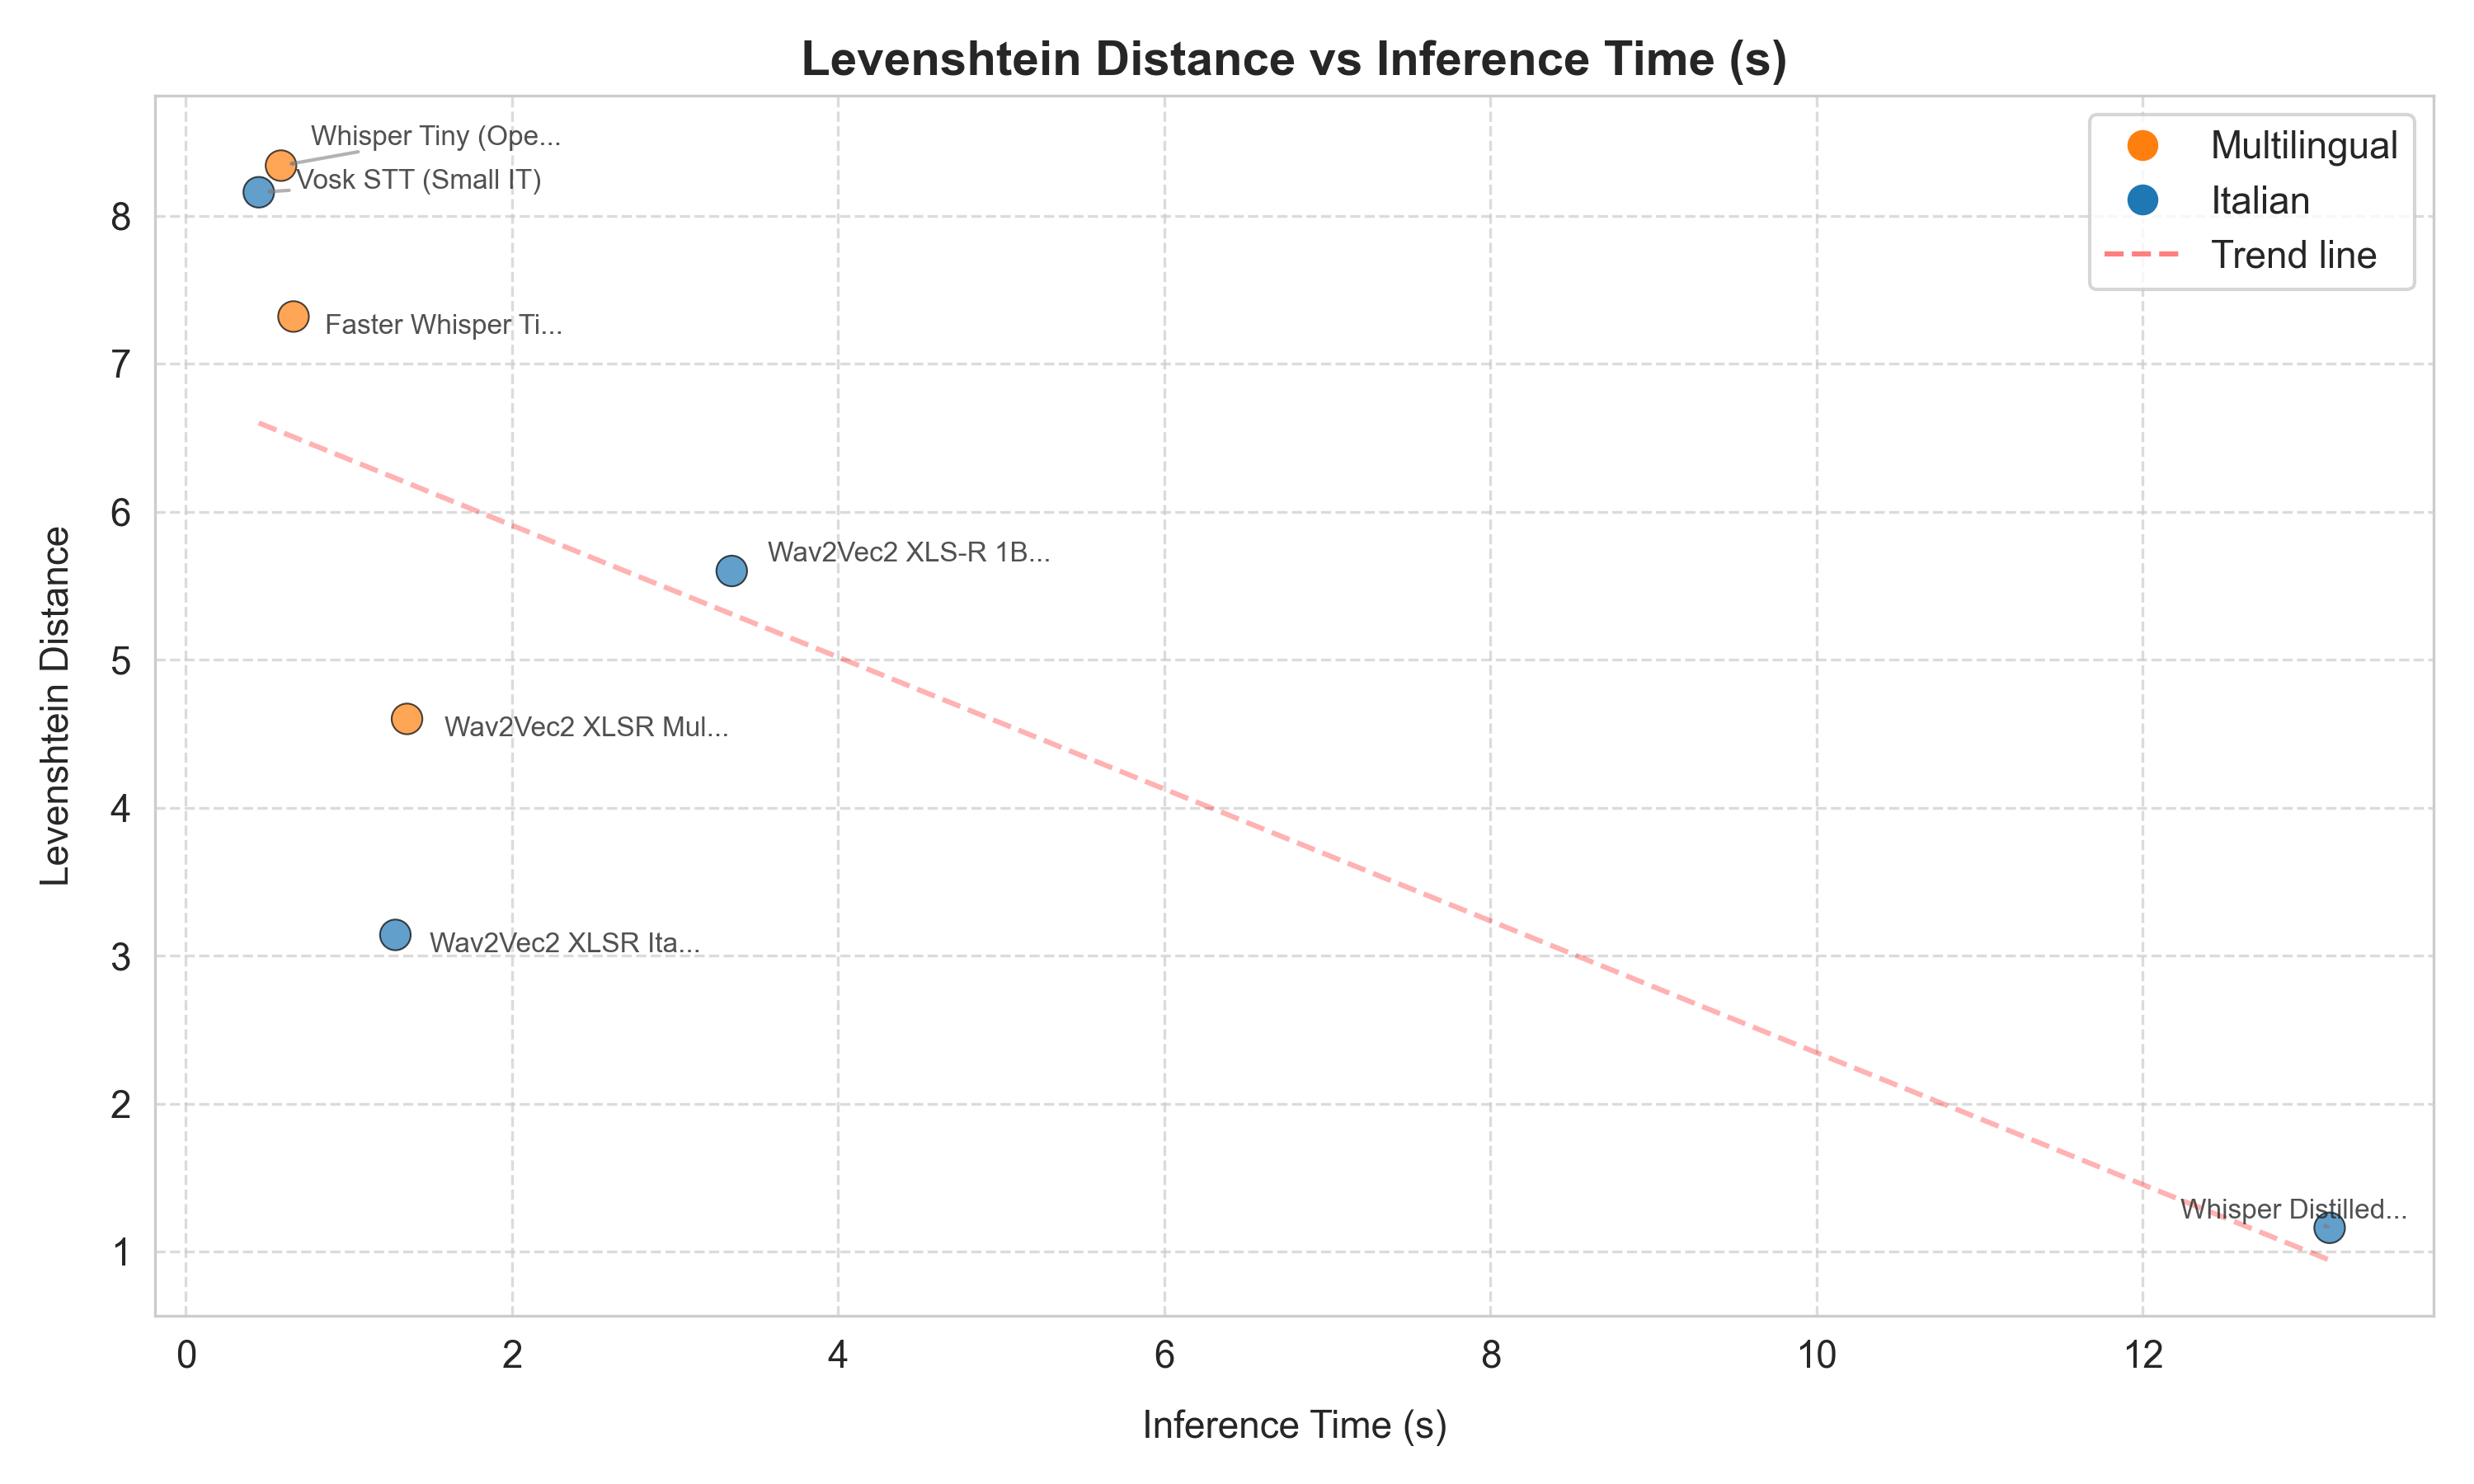 Levenshtein Distance vs Inference Time (s)
Whisper Tiny (Ope...
Vosk STT (Small IT)
Faster Whisper Ti...
Wav2Vec2 XLS-R 1B...
Wav2Vec2 XLSR Mul...
Wav2Vec2 XLSR Ita...
Whisper Distilled...
Multilingual
Italian
Trend line
Levenshtein Distance
8
7
6
5
4
3
2
1
0 2 4 6 8 10 12
Inference Time (s)